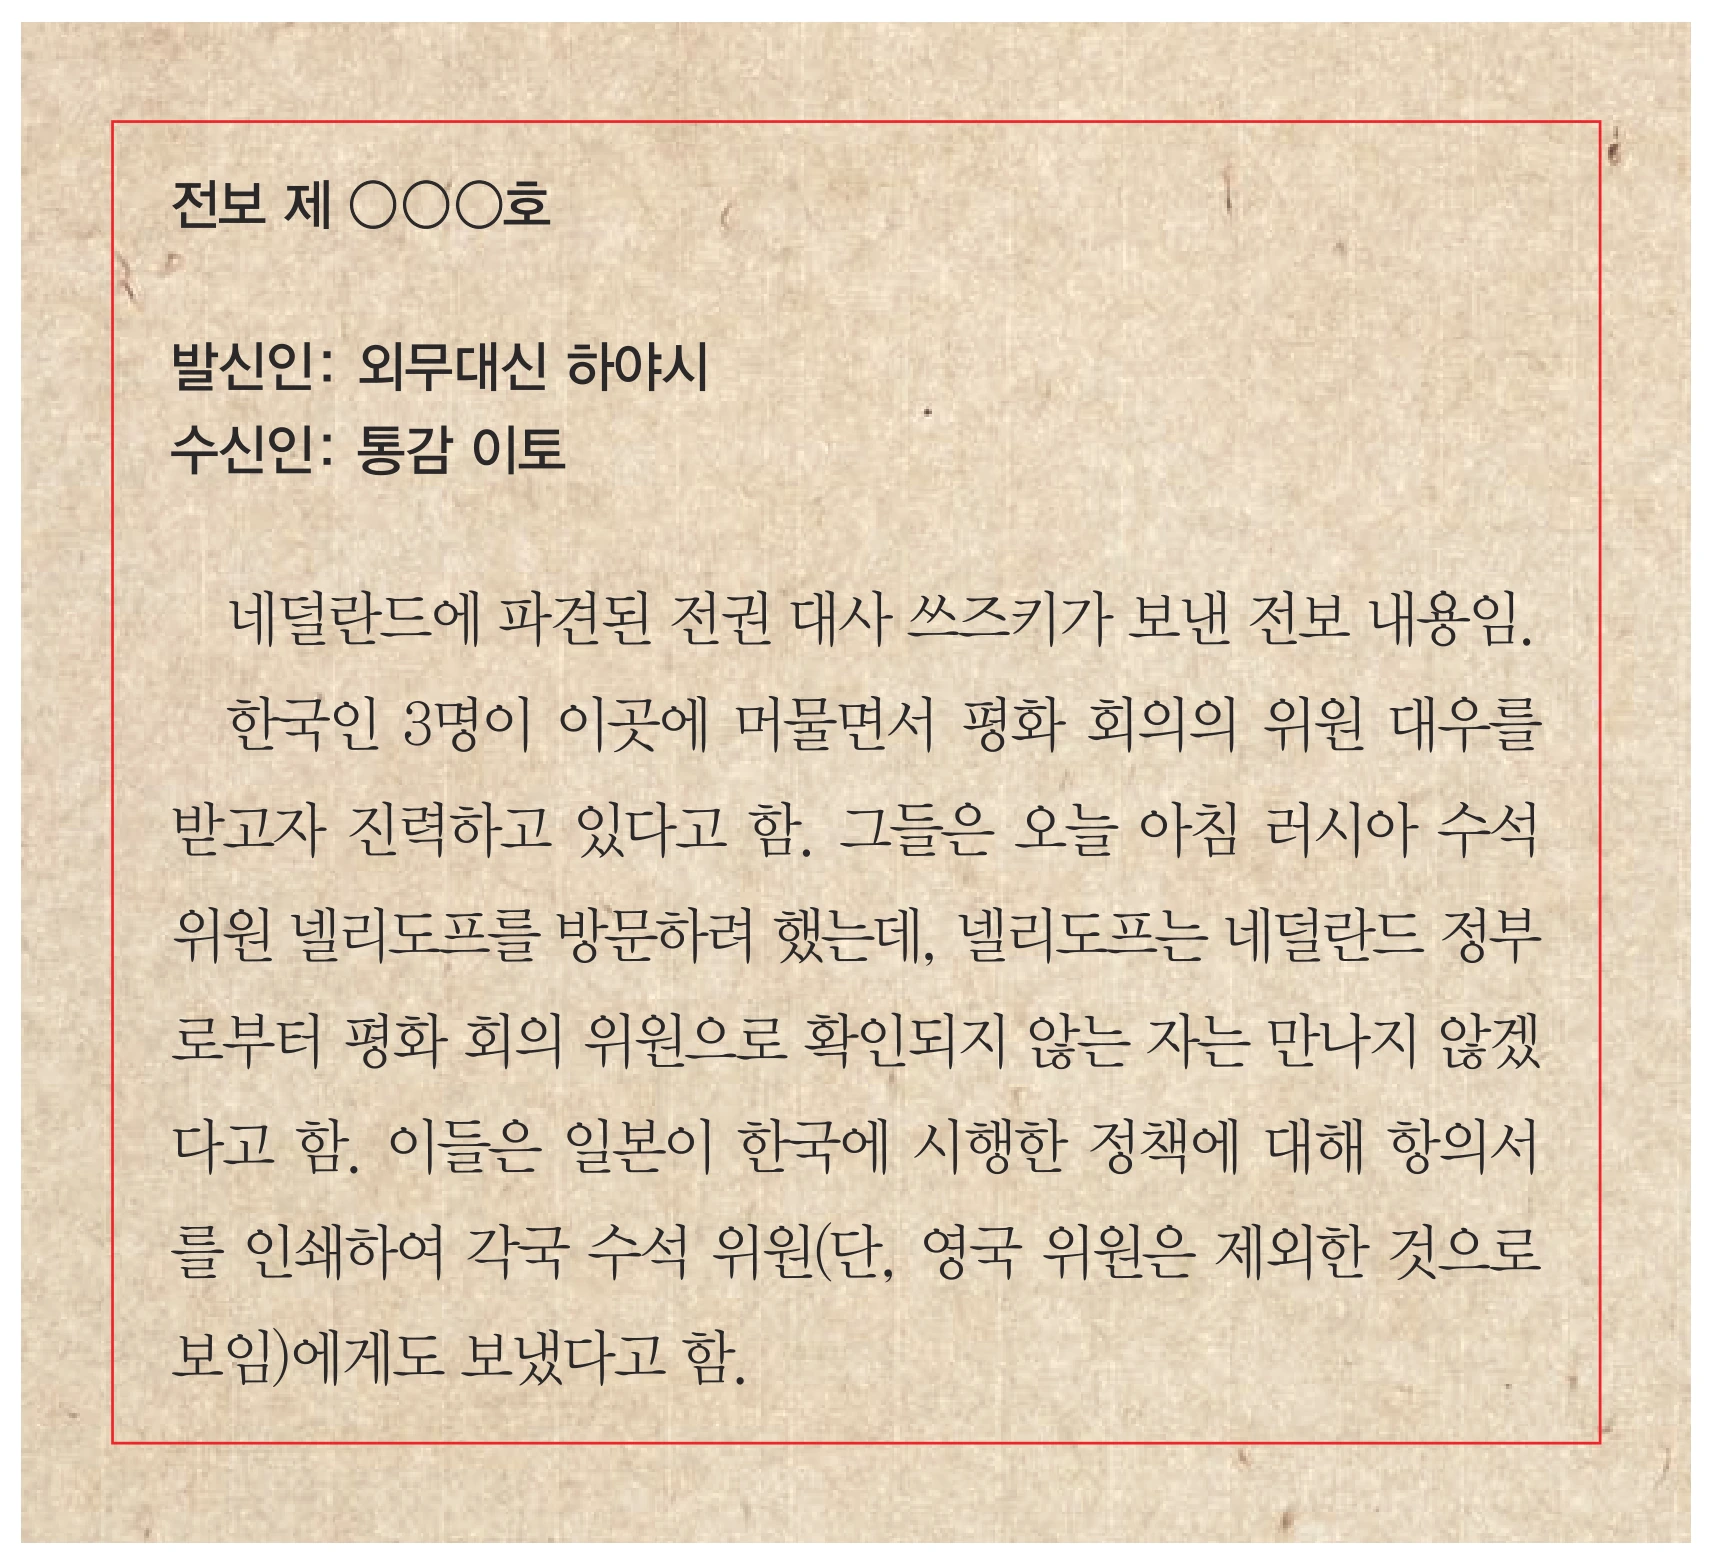 전보 제 ○○○호
발신인: 외무대신 하야시
수신인: 통감 이토
네덜란드에 파견된 전권 대사 쓰즈키가 보낸 전보 내용임.
한국인 3명이 이곳에 머물면서 평화 회의의 위원 대우를
받고자 진력하고 있다고 함. 그들은 오늘 아침 러시아 수석
위원 넬리도프를 방문하려 했는데, 넬리도프는 네덜란드 정부
로부터 평화 회의 위원으로 확인되지 않는 자는 만나지 않겠
다고 함. 이들은 일본이 한국에 시행한 정책에 대해 항의서
를 인쇄하여 각국 수석 위원(단, 영국 위원은 제외한 것으로
보임)에게도 보냈다고 함.